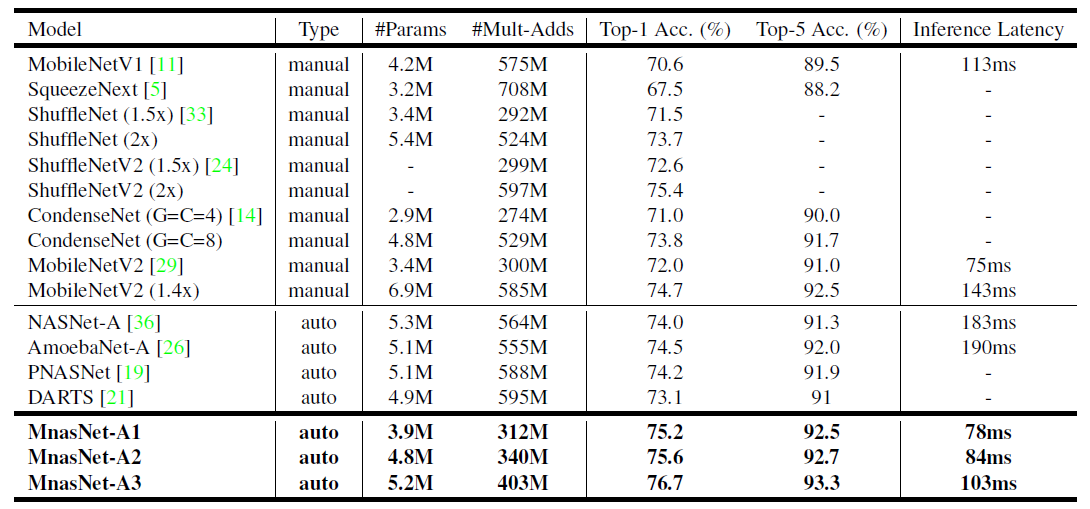 Model Type #Params #Mult-Adds Top-1 Acc. (%) Top-5 Acc. (%) Inference Latency
MobileNetV1 [11] manual 4.2M 575M 70.6 89.5 113ms
SqueezeNext [5] manual 3.2M 708M 67.5 88.2 -
ShuffleNet (1.5x) [33] manual 3.4M 292M 71.5 - -
ShuffleNet (2x) manual 5.4M 524M 73.7 - -
ShuffleNetV2 (1.5x) [24] manual - 299M 72.6 - -
ShuffleNetV2 (2x) manual - 597M 75.4 - -
CondenseNet (G=C=4) [14] manual 2.9M 274M 71.0 90.0 -
CondenseNet (G=C=8) manual 4.8M 529M 73.8 91.7 -
MobileNetV2 [29] manual 3.4M 300M 72.0 91.0 75ms
MobileNetV2 (1.4x) manual 6.9M 585M 74.7 92.5 143ms
NASNet-A [36] auto 5.3M 564M 74.0 91.3 183ms
AmoebaNet-A [26] auto 5.1M 555M 74.5 92.0 190ms
PNASNet [19] auto 5.1M 588M 74.2 91.9 -
DARTS [21] auto 4.9M 595M 73.1 91 -
MnasNet-A1 auto 3.9M 312M 75.2 92.5 78ms
MnasNet-A2 auto 4.8M 340M 75.6 92.7 84ms
MnasNet-A3 auto 5.2M 403M 76.7 93.3 103ms